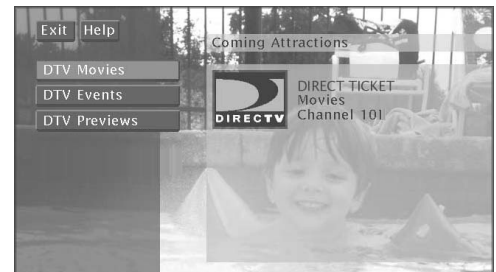 Exit Help
Coming Attractions
DTV Movies
DTV Events
DTV Previews
DIRECTV
DIRECT TICKET
Movies
Channel 101